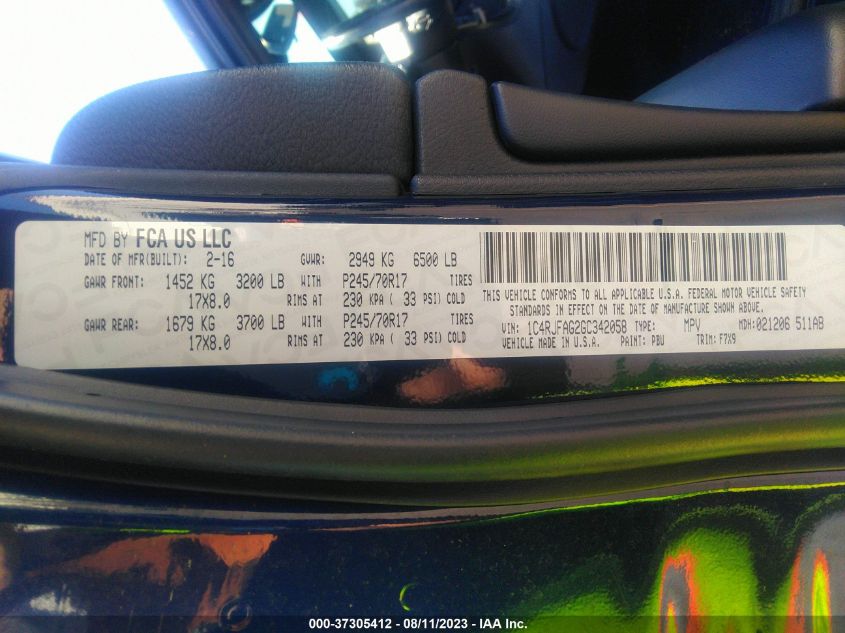 MFD BY FCA US LLC
DATE OF MFR(BUILT): 2-16 GVWR: 2949 KG 6500 LB
GAWR FRONT: 1452 KG 3200 LB WITH P245/70R17 TIRES
17X8.0 RIMS AT 230 KPA ( 33 PSI) COLD
GAWR REAR: 1679 KG 3700 LB WITH P245/70R17 TIRES
17X8.0 RIMS AT 230 KPA ( 33 PSI) COLD
THIS VEHICLE CONFORMS TO ALL APPLICABLE U.S.A. FEDERAL MOTOR VEHICLE SAFETY
STANDARDS IN EFFECT ON THE DATE OF MANUFACTURE SHOWN ABOVE.
VIN: 1C4RJFAG2GC342058 TYPE: MPV MDH:021206 511AB
VEHICLE MADE IN U.S.A. PAINT: PBU TRIM: F7X9
000-37305412 - 08/11/2023 - IAA Inc.